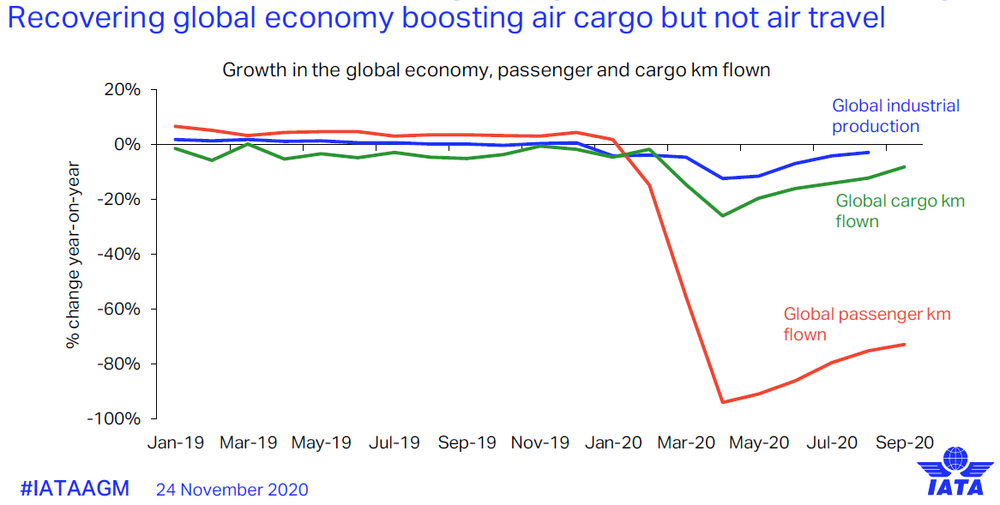 Recovering global economy boosting air cargo but not air travel
Growth in the global economy, passenger and cargo km flown
% change year-on-year
20%
0%
-20%
-40%
-60%
-80%
-100%
Global industrial
production
Global cargo km
flown
Global passenger km
flown
Jan-19 Mar-19 May-19 Jul-19 Sep-19 Nov-19 Jan-20 Mar-20 May-20 Jul-20 Sep-20
#IATAAGM 24 November 2020
IATA